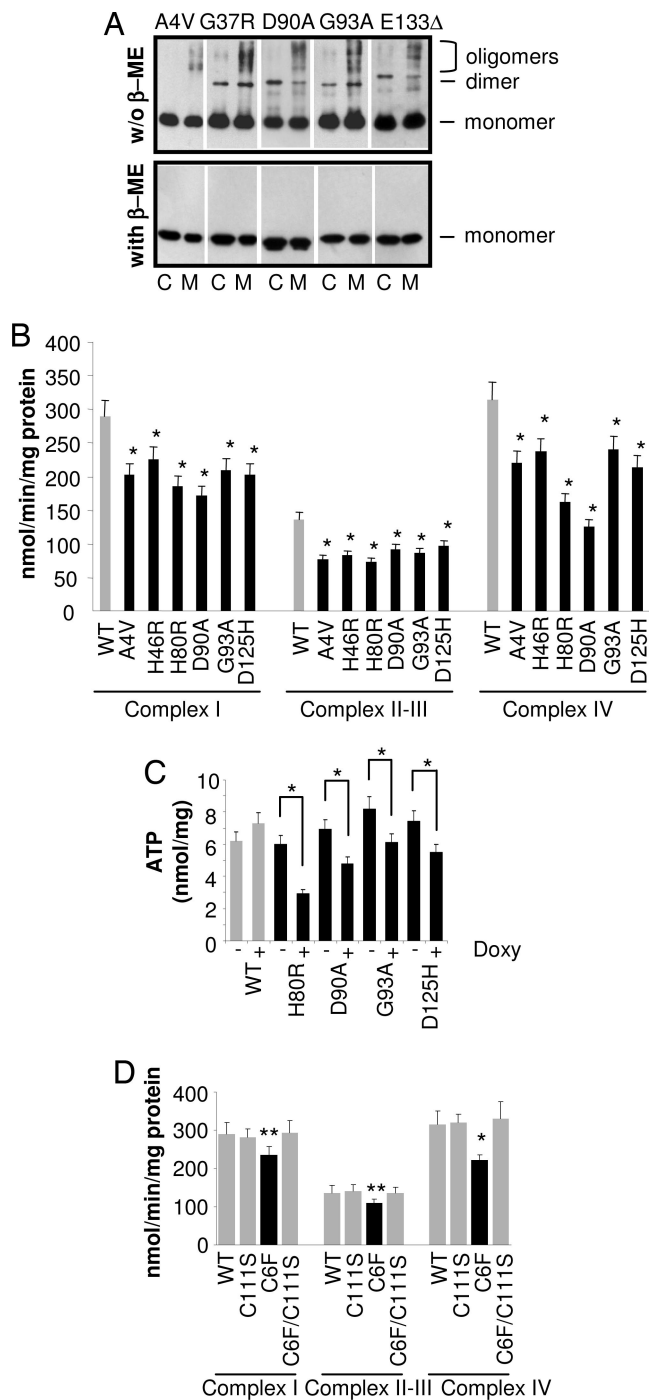 A
A4V G37R D90A G93A E133Δ
w/o β–ME
oligomers
dimer
monomer
with β–ME
monomer
C M C M C M C M C M
B
nmol/min/mg protein
400
350
300
250
200
150
100
50
0
* * * * * *
* * * * * *
* * * * * *
WT A4V H46R H80R D90A G93A D125H
WT A4V H46R H80R D90A G93A D125H
WT A4V H46R H80R D90A G93A D125H
Complex I Complex II-III Complex IV
C
ATP
(nmol/mg)
10
8
6
4
2
0
* * * *
- + - + - + - + - + Doxy
WT H80R D90A G93A D125H
D
nmol/min/mg protein
400
300
200
100
0
** ** *
WT C111S C6F C6F/C111S
WT C111S C6F C6F/C111S
WT C111S C6F C6F/C111S
Complex I Complex II-III Complex IV